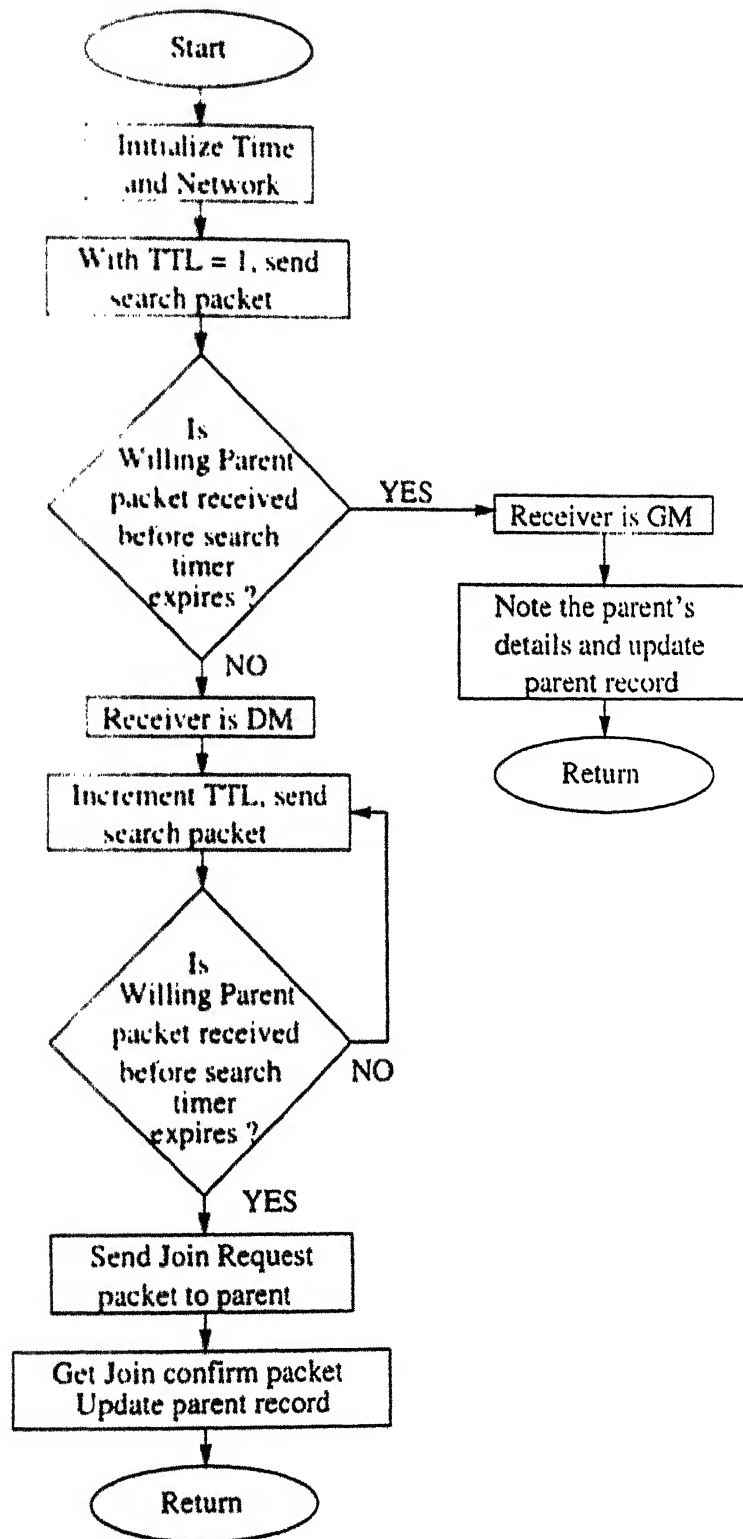 Start
Initialize Time
and Network
With TTL = 1, send
search packet
Is
Willing Parent
packet received
before search
timer
expires ?
YES
Receiver is GM
Note the parent's
details and update
parent record
Return
NO
Receiver is DM
Increment TTL, send
search packet
Is
Willing Parent
packet received
before search
timer
expires ?
NO
YES
Send Join Request
packet to parent
Get Join confirm packet
Update parent record
Return